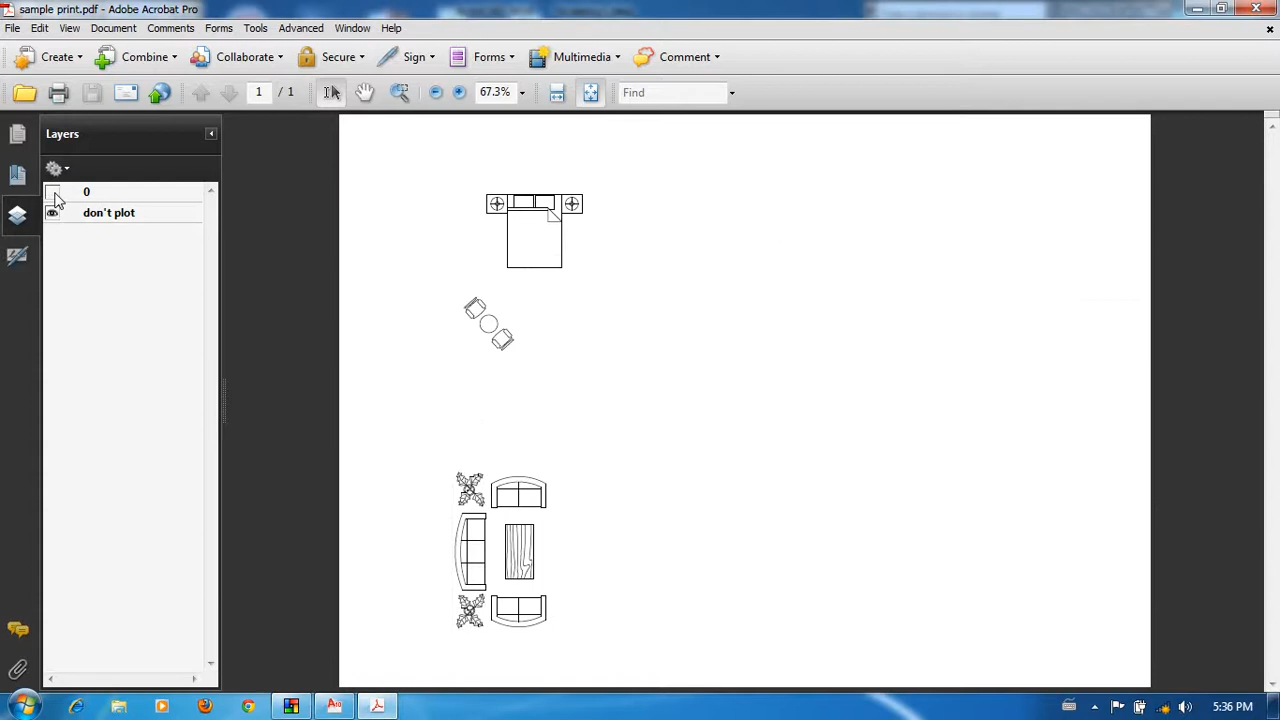 sample print.pdf - Adobe Acrobat Pro
File Edit View Document Comments Forms Tools Advanced Window Help
Create Combine Collaborate Secure Sign Forms Multimedia Comment
1 / 1 67.3% Find
Layers
0
don't plot
5:36 PM